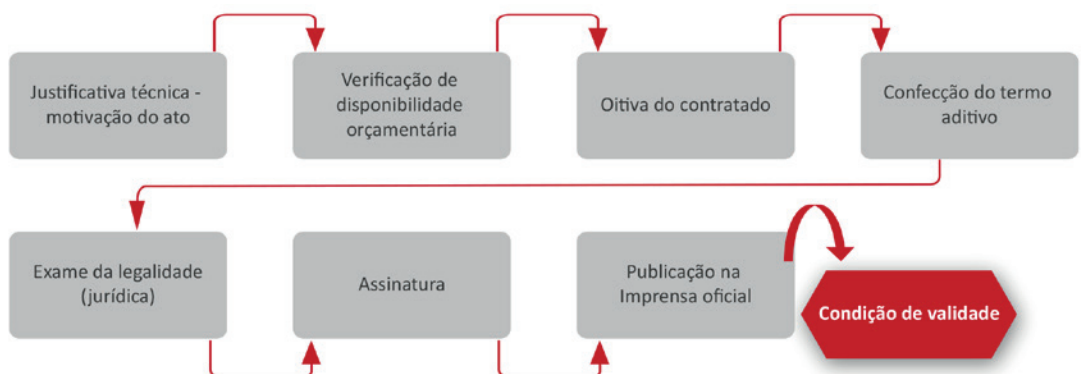 Justificativa técnica -
motivação do ato
Verificação de
disponibilidade
orçamentária
Oitiva do contratado
Confecção do termo
aditivo
Exame da legalidade
(jurídica)
Assinatura
Publicação na
Imprensa oficial
Condição de validade